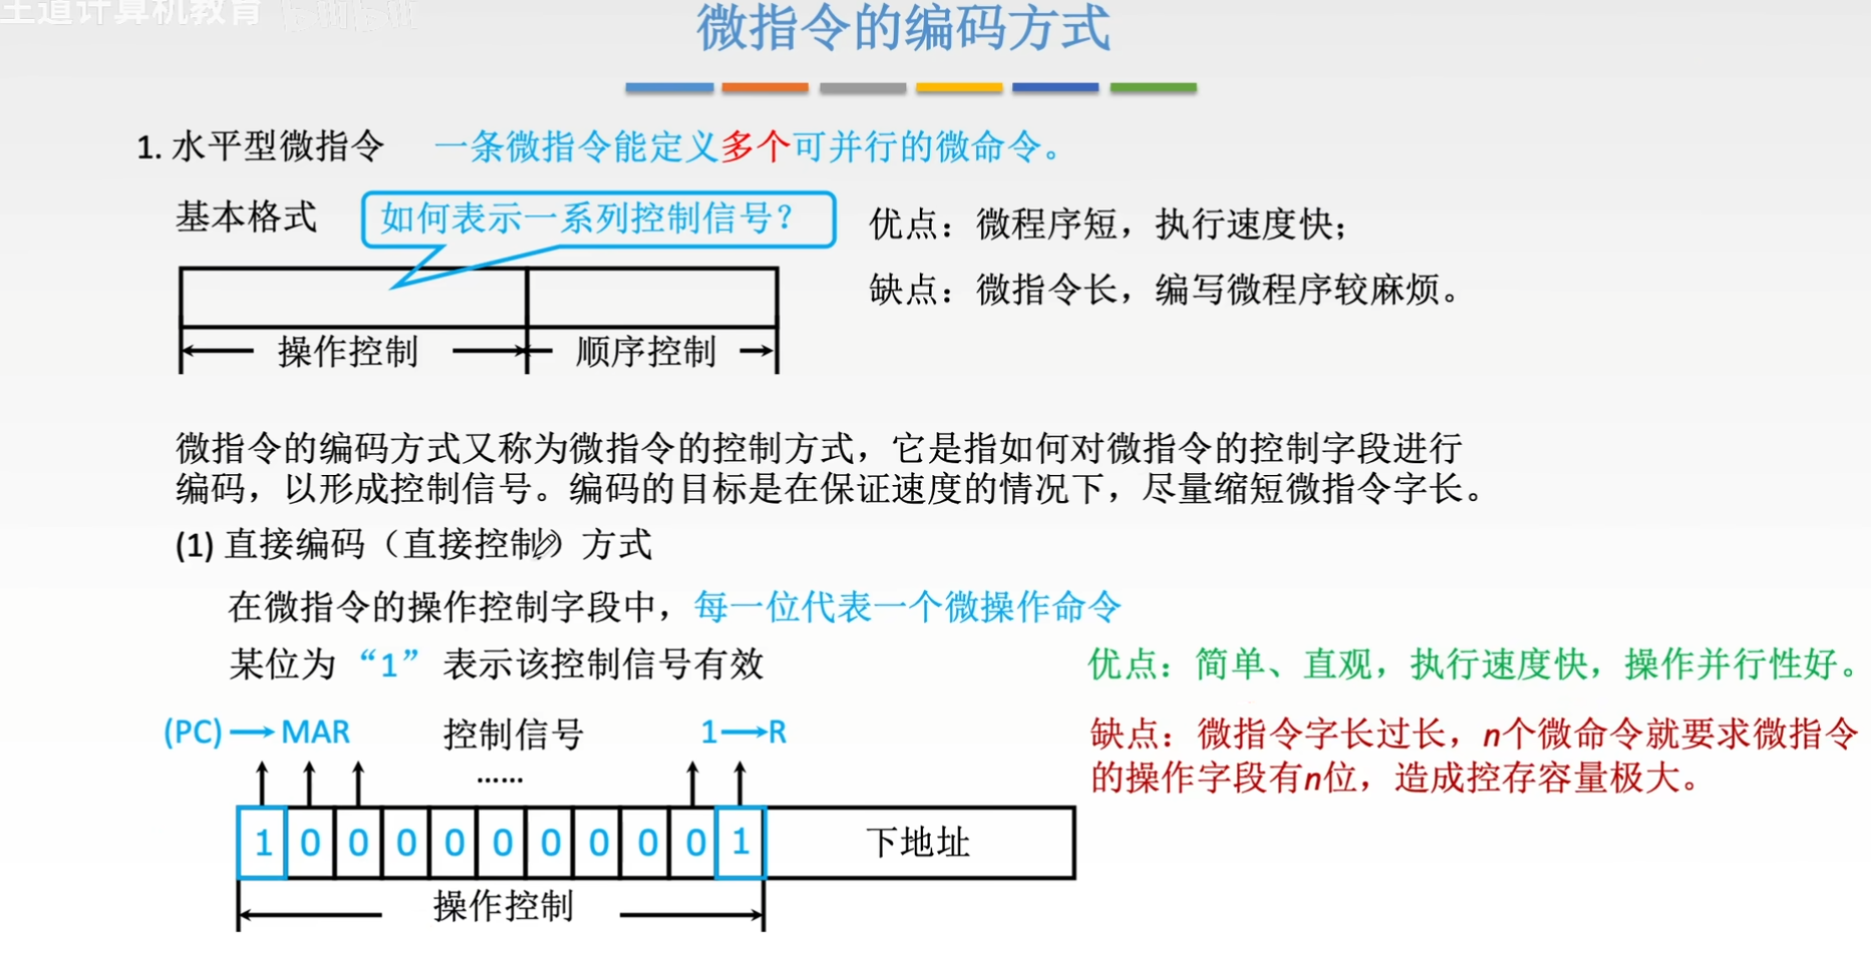 王道计算机教育
微指令的编码方式
1. 水平型微指令 一条微指令能定义多个可并行的微命令。
基本格式 如何表示一系列控制信号？ 优点：微程序短，执行速度快；
缺点：微指令长，编写微程序较麻烦。
操作控制 顺序控制
微指令的编码方式又称为微指令的控制方式，它是指如何对微指令的控制字段进行
编码，以形成控制信号。编码的目标是在保证速度的情况下，尽量缩短微指令字长。
(1) 直接编码（直接控制）方式
在微指令的操作控制字段中，每一位代表一个微操作命令
某位为“1”表示该控制信号有效
优点：简单、直观，执行速度快，操作并行性好。
(PC)→MAR 控制信号 1→R
缺点：微指令字长过长，n个微命令就要求微指令
的操作字段有n位，造成控存容量极大。
……
1 0 0 0 0 0 0 0 0 0 1 下地址
操作控制